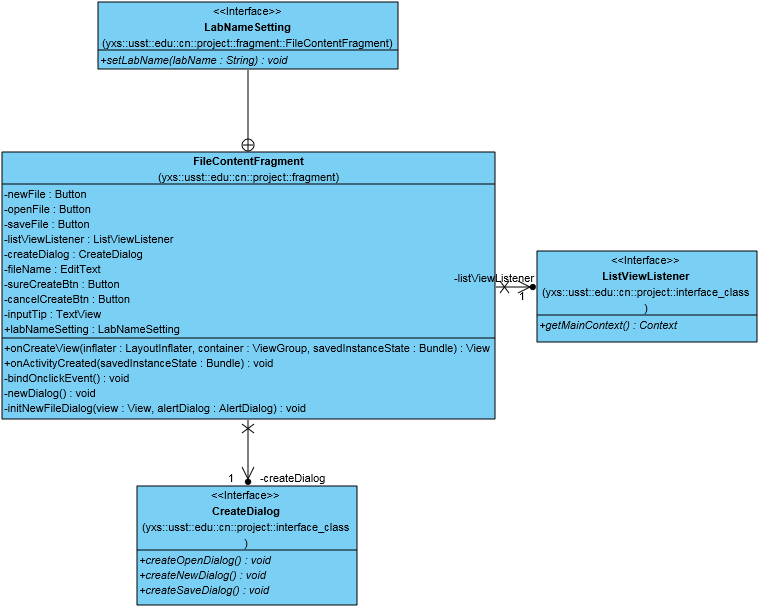 <<Interface>>
LabNameSetting
(yxs::usst::edu::cn::project::fragment::FileContentFragment)
+setLabName(labName : String) : void
FileContentFragment
(yxs::usst::edu::cn::project::fragment)
-newFile : Button
-openFile : Button
-saveFile : Button
-listViewListener : ListViewListener
-createDialog : CreateDialog
-fileName : EditText
-sureCreateBtn : Button
-cancelCreateBtn : Button
-inputTip : TextView
+labNameSetting : LabNameSetting
+onCreateView(inflater : LayoutInflater, container : ViewGroup, savedInstanceState : Bundle) : View
+onActivityCreated(savedInstanceState : Bundle) : void
-bindOnclickEvent() : void
-newDialog() : void
-initNewFileDialog(view : View, alertDialog : AlertDialog) : void
-listViewListener
1
<<Interface>>
ListViewListener
(yxs::usst::edu::cn::project::interface_class
)
+getMainContext() : Context
1
-createDialog
<<Interface>>
CreateDialog
(yxs::usst::edu::cn::project::interface_class
)
+createOpenDialog() : void
+createNewDialog() : void
+createSaveDialog() : void